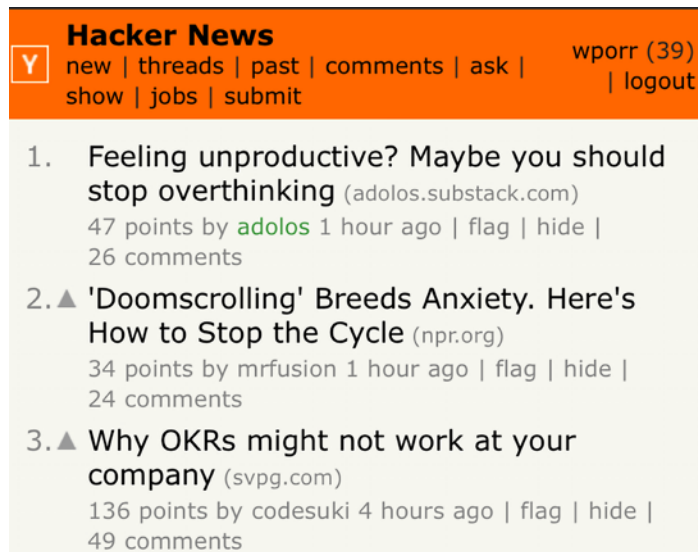 Y
Hacker News
new | threads | past | comments | ask |
show | jobs | submit
wporr (39)
| logout
1. Feeling unproductive? Maybe you should
stop overthinking (adolos.substack.com)
47 points by adolos 1 hour ago | flag | hide |
26 comments
2. 'Doomscrolling' Breeds Anxiety. Here's
How to Stop the Cycle (npr.org)
34 points by mrfusion 1 hour ago | flag | hide |
24 comments
3. Why OKRs might not work at your
company (svpg.com)
136 points by codesuki 4 hours ago | flag | hide |
49 comments